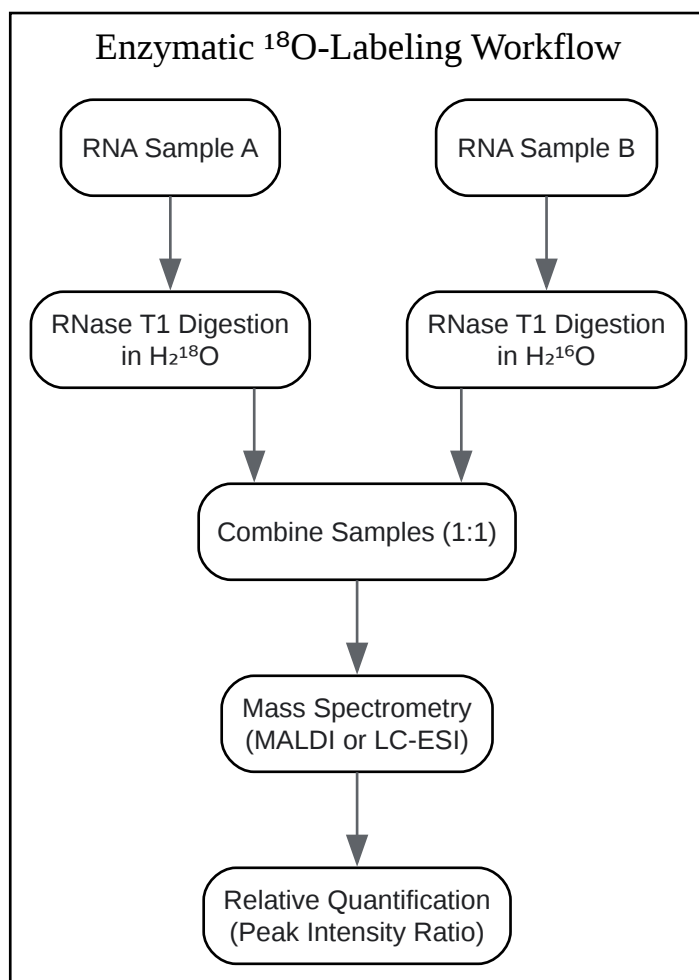 Enzymatic ¹⁸O-Labeling Workflow
RNA Sample A
RNA Sample B
RNase T1 Digestion
in H₂¹⁸O
RNase T1 Digestion
in H₂¹⁶O
Combine Samples (1:1)
Mass Spectrometry
(MALDI or LC-ESI)
Relative Quantification
(Peak Intensity Ratio)